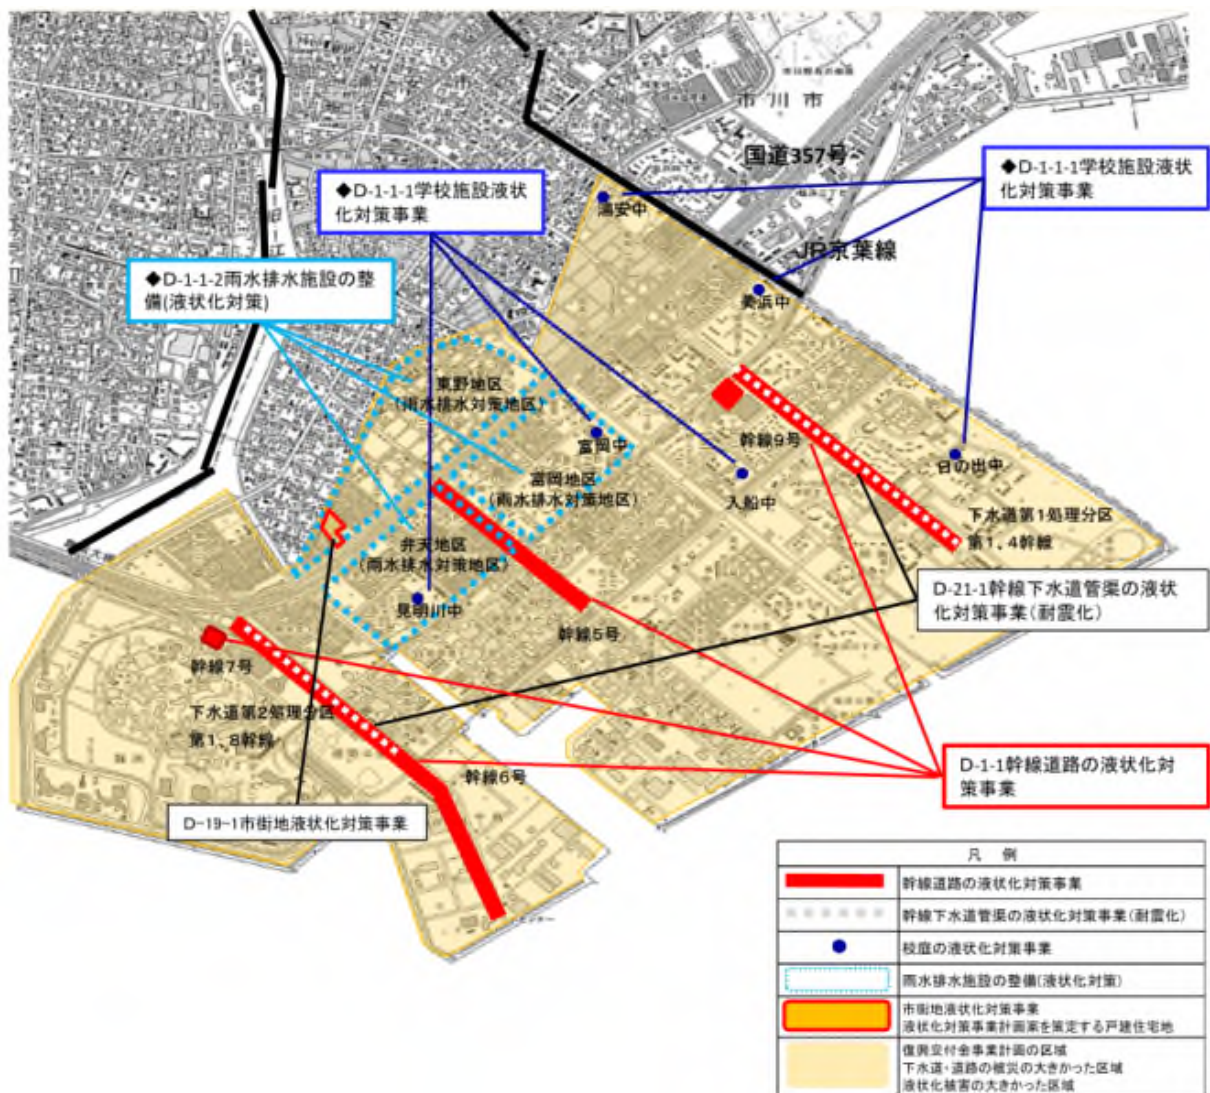 市川市
国道357号
JR京葉線
◆D-1-1-1学校施設液状
化対策事業
◆D-1-1-1学校施設液状
化対策事業
◆D-1-1-2雨水排水施設の整
備(液状化対策)
美浜中
東野地区
(雨水排水対策地区)
富岡中
富岡地区
(雨水排水対策地区)
幹線9号
入船中
日の出中
下水道第1処理分区
第1、4幹線
弁天地区
(雨水排水対策地区)
見明川中
幹線5号
D-21-1幹線下水道管渠の液状
化対策事業(耐震化)
幹線7号
下水道第2処理分区
第1、8幹線
幹線6号
D-1-1幹線道路の液状化対
策事業
D-19-1市街地液状化対策事業
凡 例
幹線道路の液状化対策事業
幹線下水道管渠の液状化対策事業(耐震化)
校庭の液状化対策事業
雨水排水施設の整備(液状化対策)
市街地液状化対策事業
液状化対策事業計画案を策定する戸建住宅地
復興交付金事業計画の区域
下水道・道路の被災の大きかった区域
液状化被害の大きかった区域